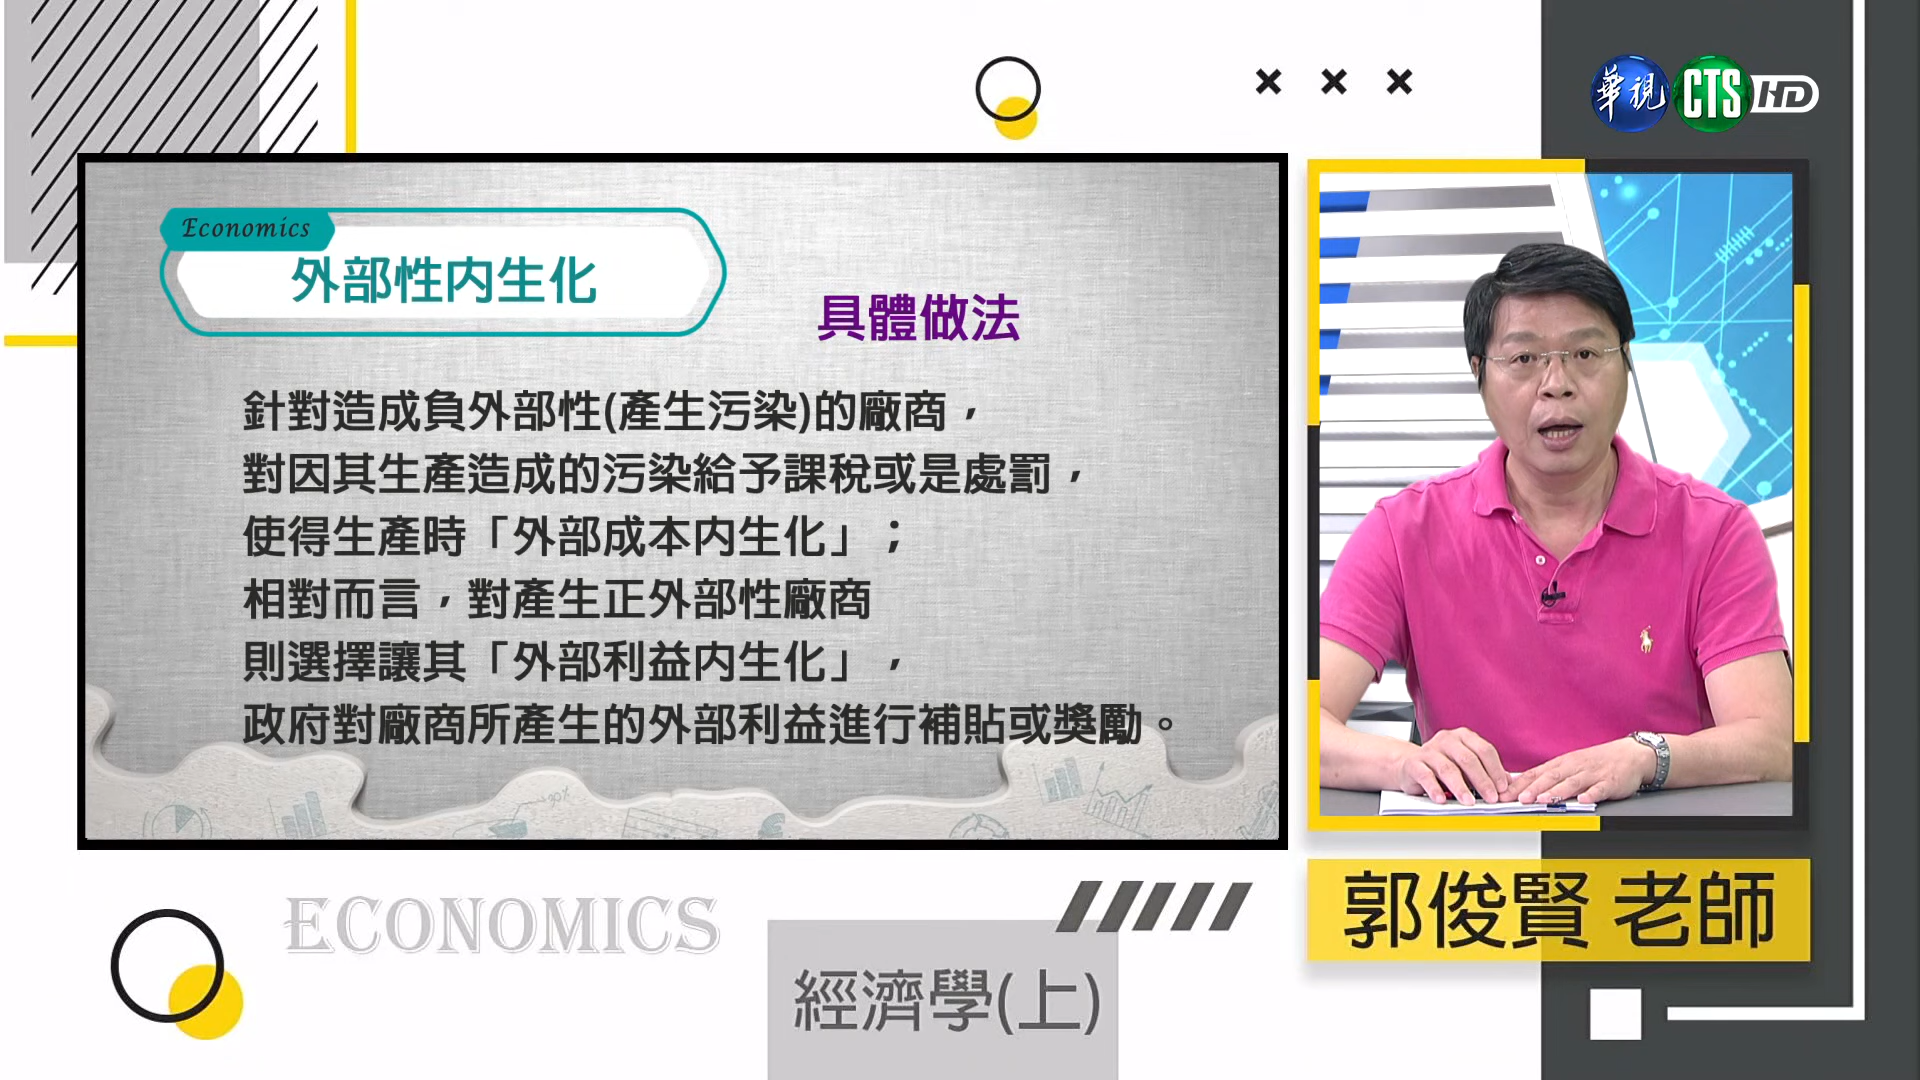 華視 CTS HD
Economics
外部性內生化
具體做法
針對造成負外部性(產生污染)的廠商，
對因其生產造成的污染給予課稅或是處罰，
使得生產時「外部成本內生化」；
相對而言，對產生正外部性廠商
則選擇讓其「外部利益內生化」，
政府對廠商所產生的外部利益進行補貼或獎勵。
郭俊賢 老師
ECONOMICS
經濟學(上)